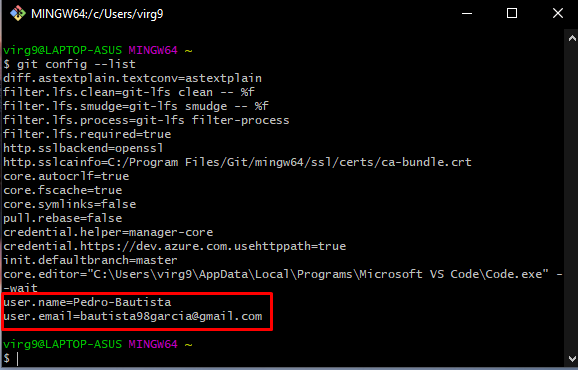 MINGW64:/c/Users/virg9
virg9@LAPTOP-ASUS MINGW64 ~
$ git config --list
diff.astextplain.textconv=astextplain
filter.lfs.clean=git-lfs clean -- %f
filter.lfs.smudge=git-lfs smudge -- %f
filter.lfs.process=git-lfs filter-process
filter.lfs.required=true
http.sslbackend=openssl
http.sslcainfo=C:/Program Files/Git/mingw64/ssl/certs/ca-bundle.crt
core.autocrlf=true
core.fscache=true
core.symlinks=false
pull.rebase=false
credential.helper=manager-core
credential.https://dev.azure.com.usehttppath=true
init.defaultbranch=master
core.editor="C:\Users\virg9\AppData\Local\Programs\Microsoft VS Code\Code.exe" -
-wait
user.name=Pedro-Bautista
user.email=bautista98garcia@gmail.com
virg9@LAPTOP-ASUS MINGW64 ~
$